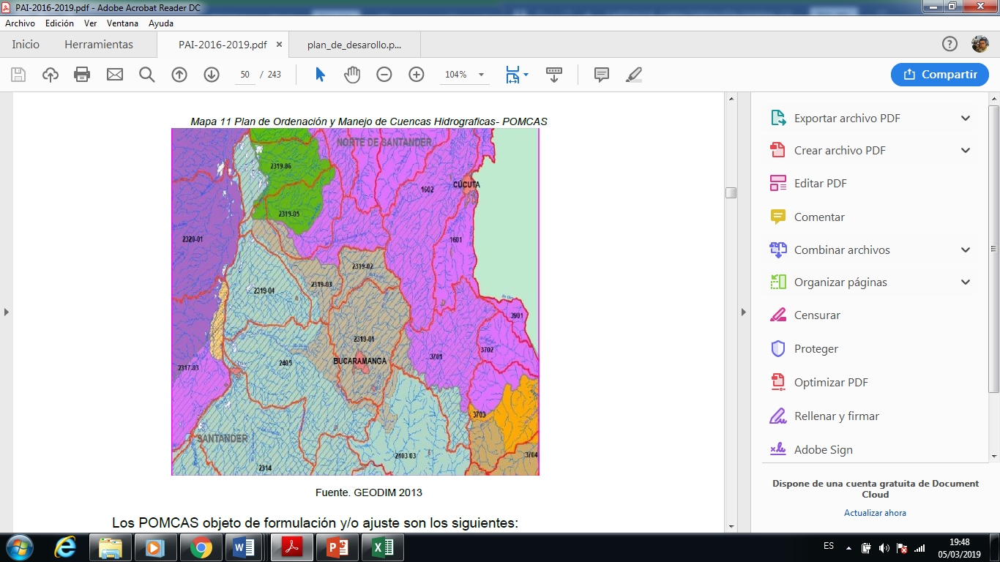 PAI-2016-2019.pdf - Adobe Acrobat Reader DC
Archivo Edición Ver Ventana Ayuda
Inicio Herramientas PAI-2016-2019.pdf × plan_de_desarollo.p...
50 / 243 104% Compartir
Mapa 11 Plan de Ordenación y Manejo de Cuencas Hidrograficas- POMCAS
NORTE DE SANTANDER
2319-06
CÚCUTA
1602
2319-05
2320-01
1601
2319-02
2319-03
2319-04
3901
2319-01
3702
3701
BUCARAMANGA
2405
2317-03
3703
SANTANDER
2403-03
3704
2314
Fuente. GEODIM 2013
Los POMCAS objeto de formulación y/o ajuste son los siguientes:
Exportar archivo PDF
Crear archivo PDF
Editar PDF
Comentar
Combinar archivos
Organizar páginas
Censurar
Proteger
Optimizar PDF
Rellenar y firmar
Adobe Sign
Dispone de una cuenta gratuita de Document
Cloud
Actualizar ahora
ES
19:48
05/03/2019